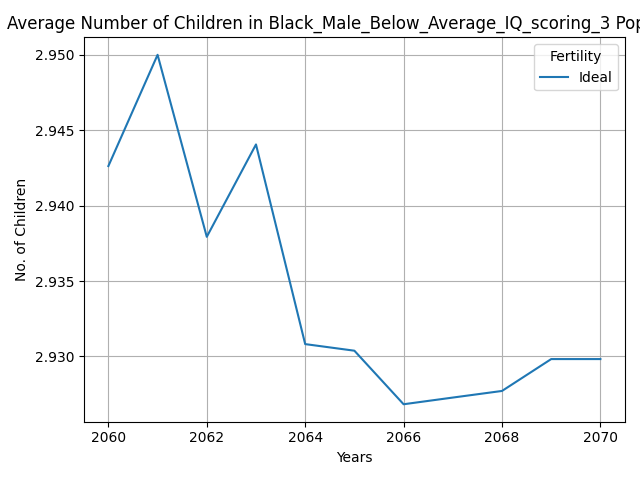 Average Number of Children in Black_Male_Below_Average_IQ_scoring_3 Pop
Fertility
Ideal
2.950
2.945
2.940
2.935
2.930
No. of Children
2060
2062
2064
2066
2068
2070
Years